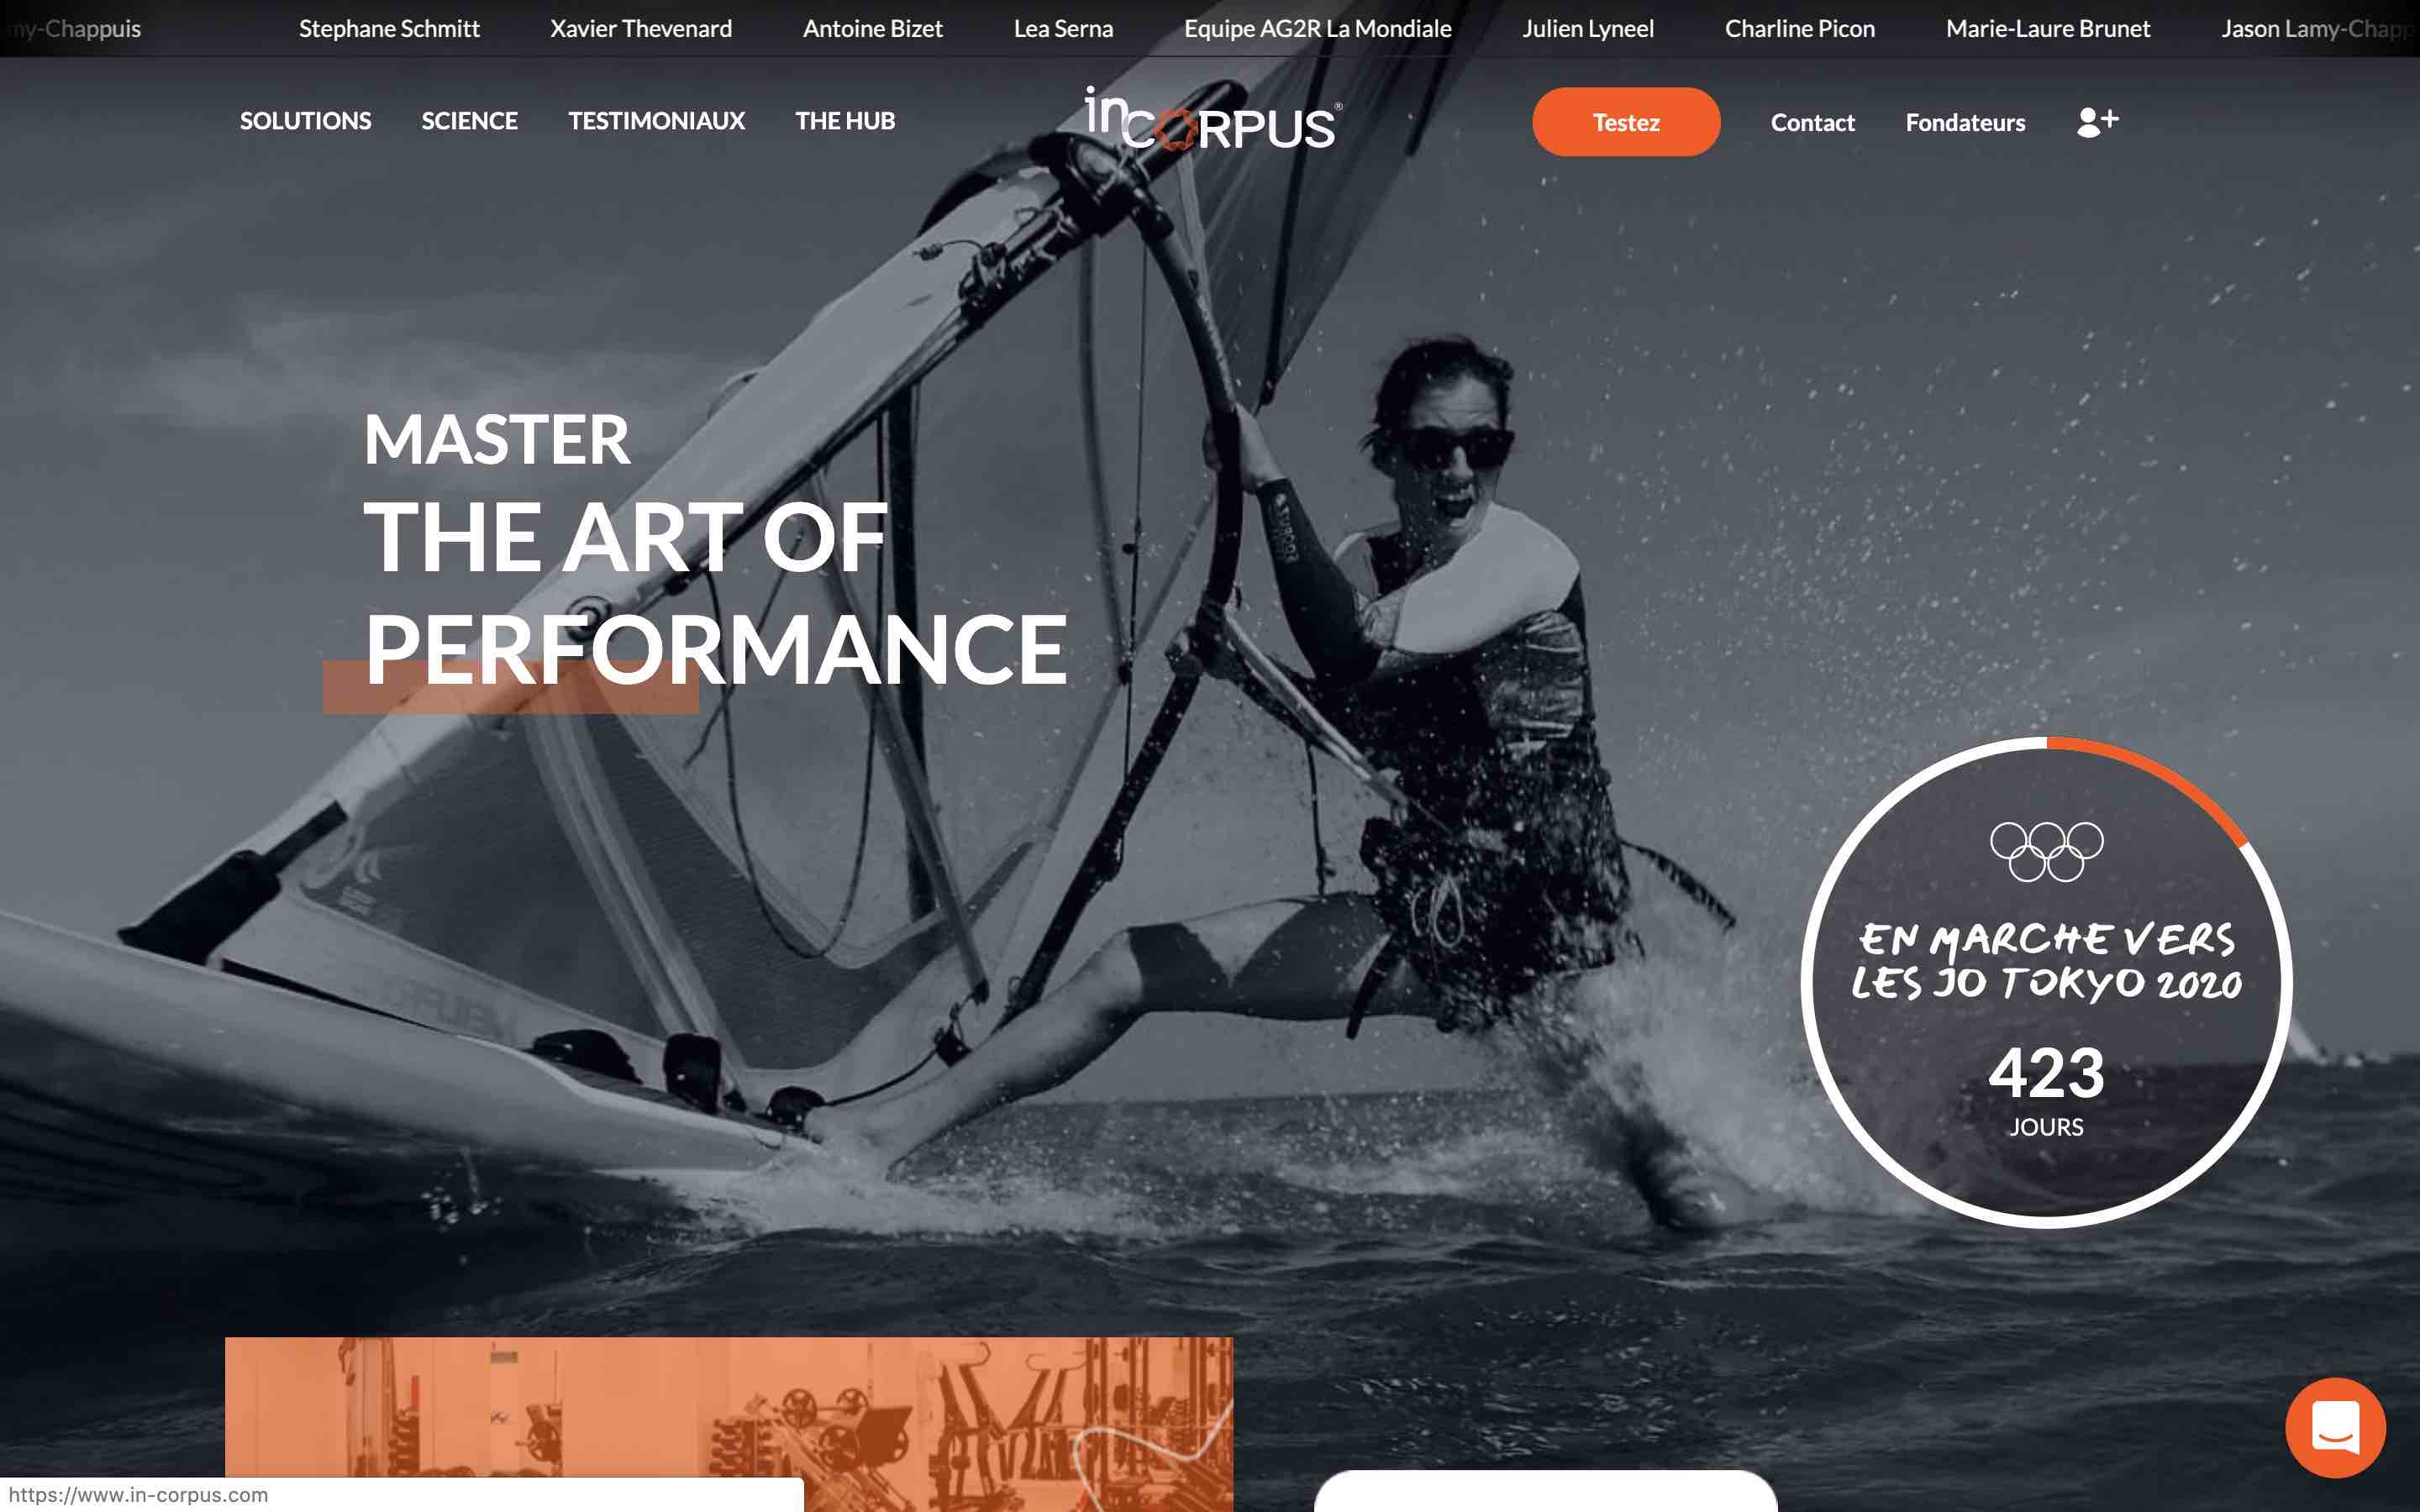 my-Chappuis Stephane Schmitt Xavier Thevenard Antoine Bizet Lea Serna Equipe AG2R La Mondiale Julien Lyneel Charline Picon Marie-Laure Brunet Jason Lamy-Chapp
SOLUTIONS SCIENCE TESTIMONIAUX THE HUB inCORPUS® Testez Contact Fondateurs
MASTER
THE ART OF
PERFORMANCE
EN MARCHE VERS
LES JO TOKYO 2020
423
JOURS
https://www.in-corpus.com